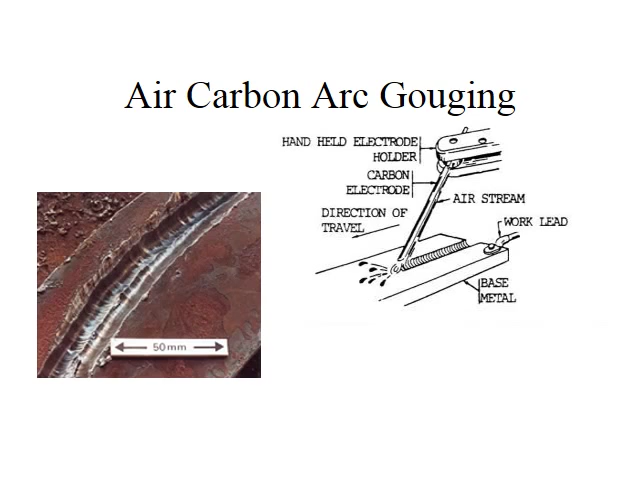 Air Carbon Arc Gouging
HAND HELD ELECTRODE
HOLDER
CARBON
ELECTRODE
AIR STREAM
DIRECTION OF
TRAVEL
WORK LEAD
BASE
METAL
50mm